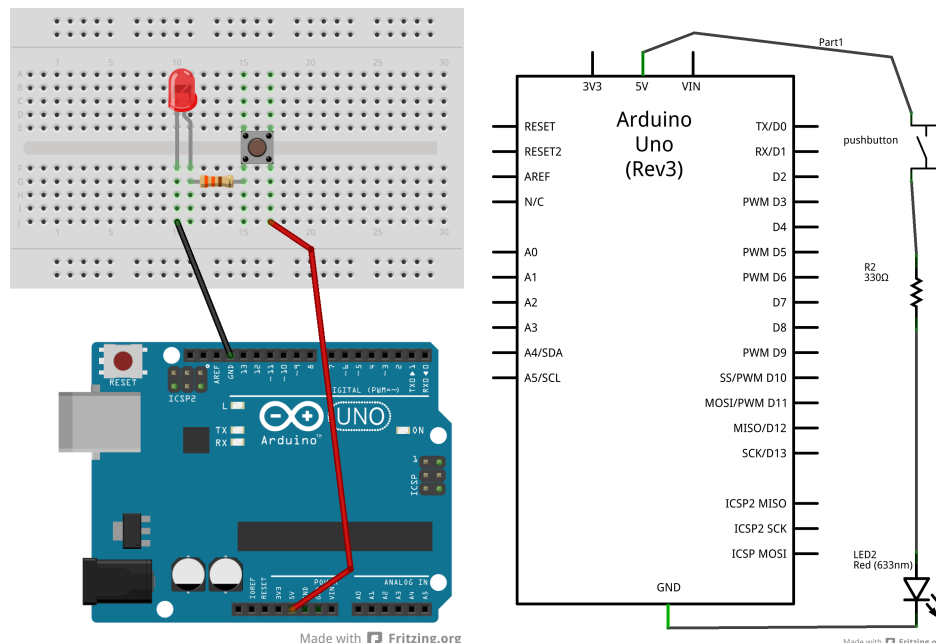 1 5 10 15 20 25 30
A A
B B
C C
D D
E E
F F
G G
H H
I I
J J
1 5 10 15 20 25 30
RESET
ICSP2
AREF
GND
13
12
~11
~10
~9
8
7
~6
~5
4
~3
2
TXD▶1
RXD◀0
DIGITAL (PWM=~)
L
TX
RX
UNO
Arduino™
ON
1
ICSP
POWER
ANALOG IN
IOREF
RESET
3V3
5V
GND
VIN
A0
A1
A2
A3
A4
A5
Made with Fritzing.org
Part1
3V3 5V VIN
Arduino
Uno
(Rev3)
RESET TX/D0
RESET2 RX/D1
AREF D2
N/C PWM D3
D4
A0 PWM D5
A1 PWM D6
A2 D7
A3 D8
A4/SDA PWM D9
A5/SCL SS/PWM D10
MOSI/PWM D11
MISO/D12
SCK/D13
ICSP2 MISO
ICSP2 SCK
ICSP MOSI
GND
pushbutton
R2
330Ω
LED2
Red (633nm)
Made with Fritzing.o